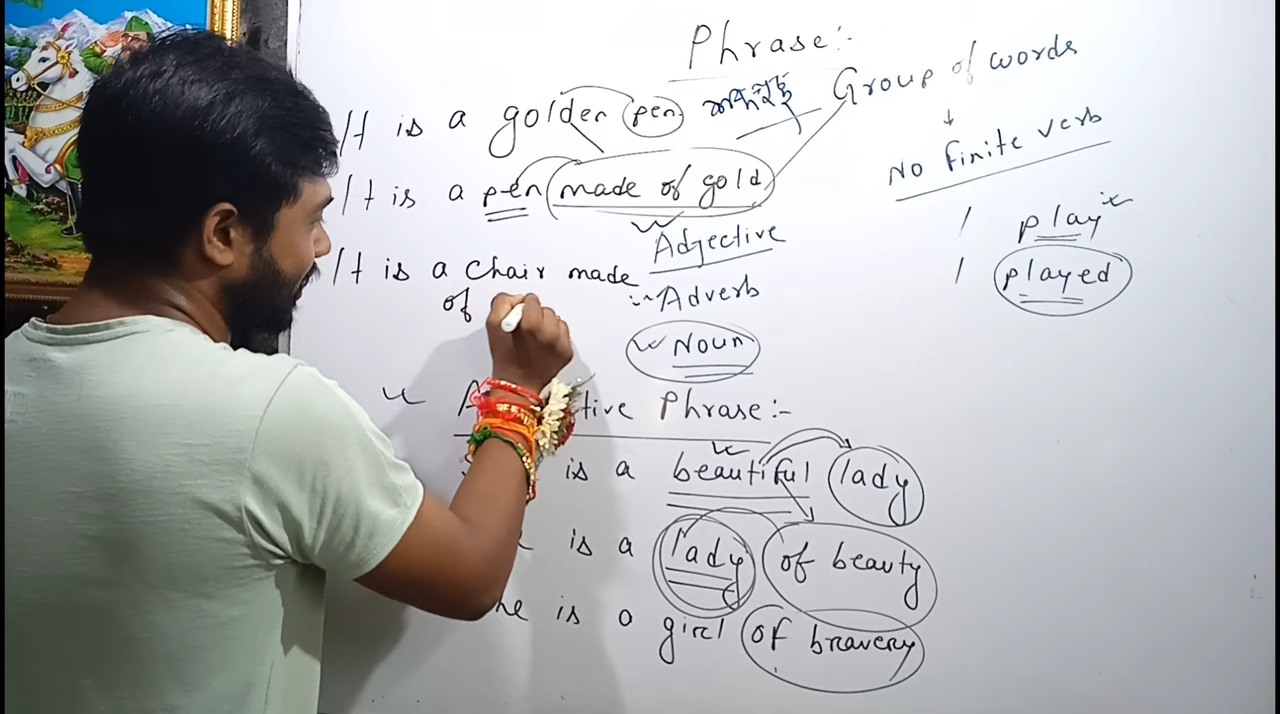 Phrase:-
It is a golden pen
Group of words
It is a pen made of gold
No finite verb
play
Adjective
played
It is a chair made
of
Adverb
Noun
Phrase:-
is a beautiful lady
is a lady of beauty
is a girl of bravery